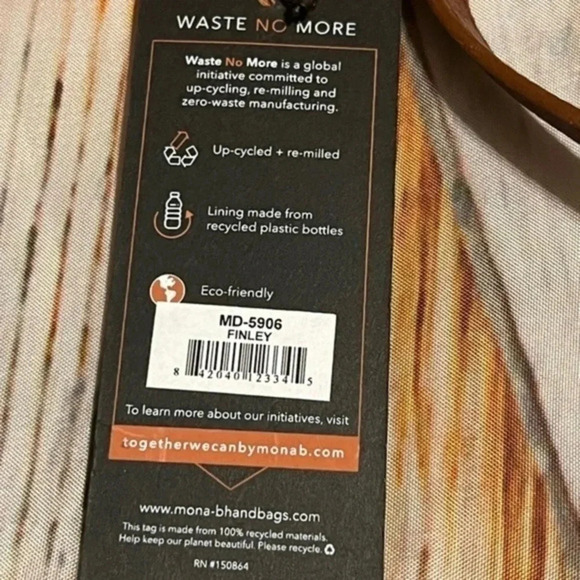 WASTE NO MORE
Waste No More is a global
initiative committed to
up-cycling, re-milling and
zero-waste manufacturing.
Up-cycled + re-milled
Lining made from
recycled plastic bottles
Eco-friendly
MD-5906
FINLEY
8 42040 12334 5
To learn more about our initiatives, visit
togetherwecanbymonab.com
www.mona-bhandbags.com
This tag is made from 100% recycled materials.
Help keep our planet beautiful. Please recycle.
RN #150864